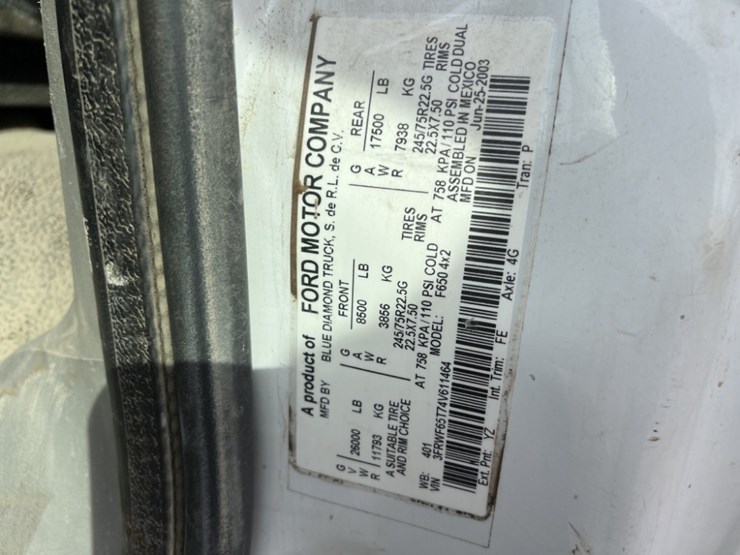 A product of FORD MOTOR COMPANY
MFD BY BLUE DIAMOND TRUCK, S. de R.L. de C.V.
GVWR 26000 LB
11793 KG
FRONT GAWR 8500 LB
3856 KG
REAR GAWR 17500 LB
7938 KG
A SUITABLE TIRE
AND RIM CHOICE
245/75R22.5G TIRES
22.5X7.50 RIMS
AT 758 KPA/110 PSI COLD
245/75R22.5G TIRES
22.5X7.50 RIMS
AT 758 KPA/110 PSI COLD DUAL
WB: 401
MODEL: F650 4x2
ASSEMBLED IN MEXICO
MFD ON Jun-25-2003
VIN 3FRWF65T74V611464
Ext. Pnt: YZ Int. Trim: FE Axle: 4G Tran: P